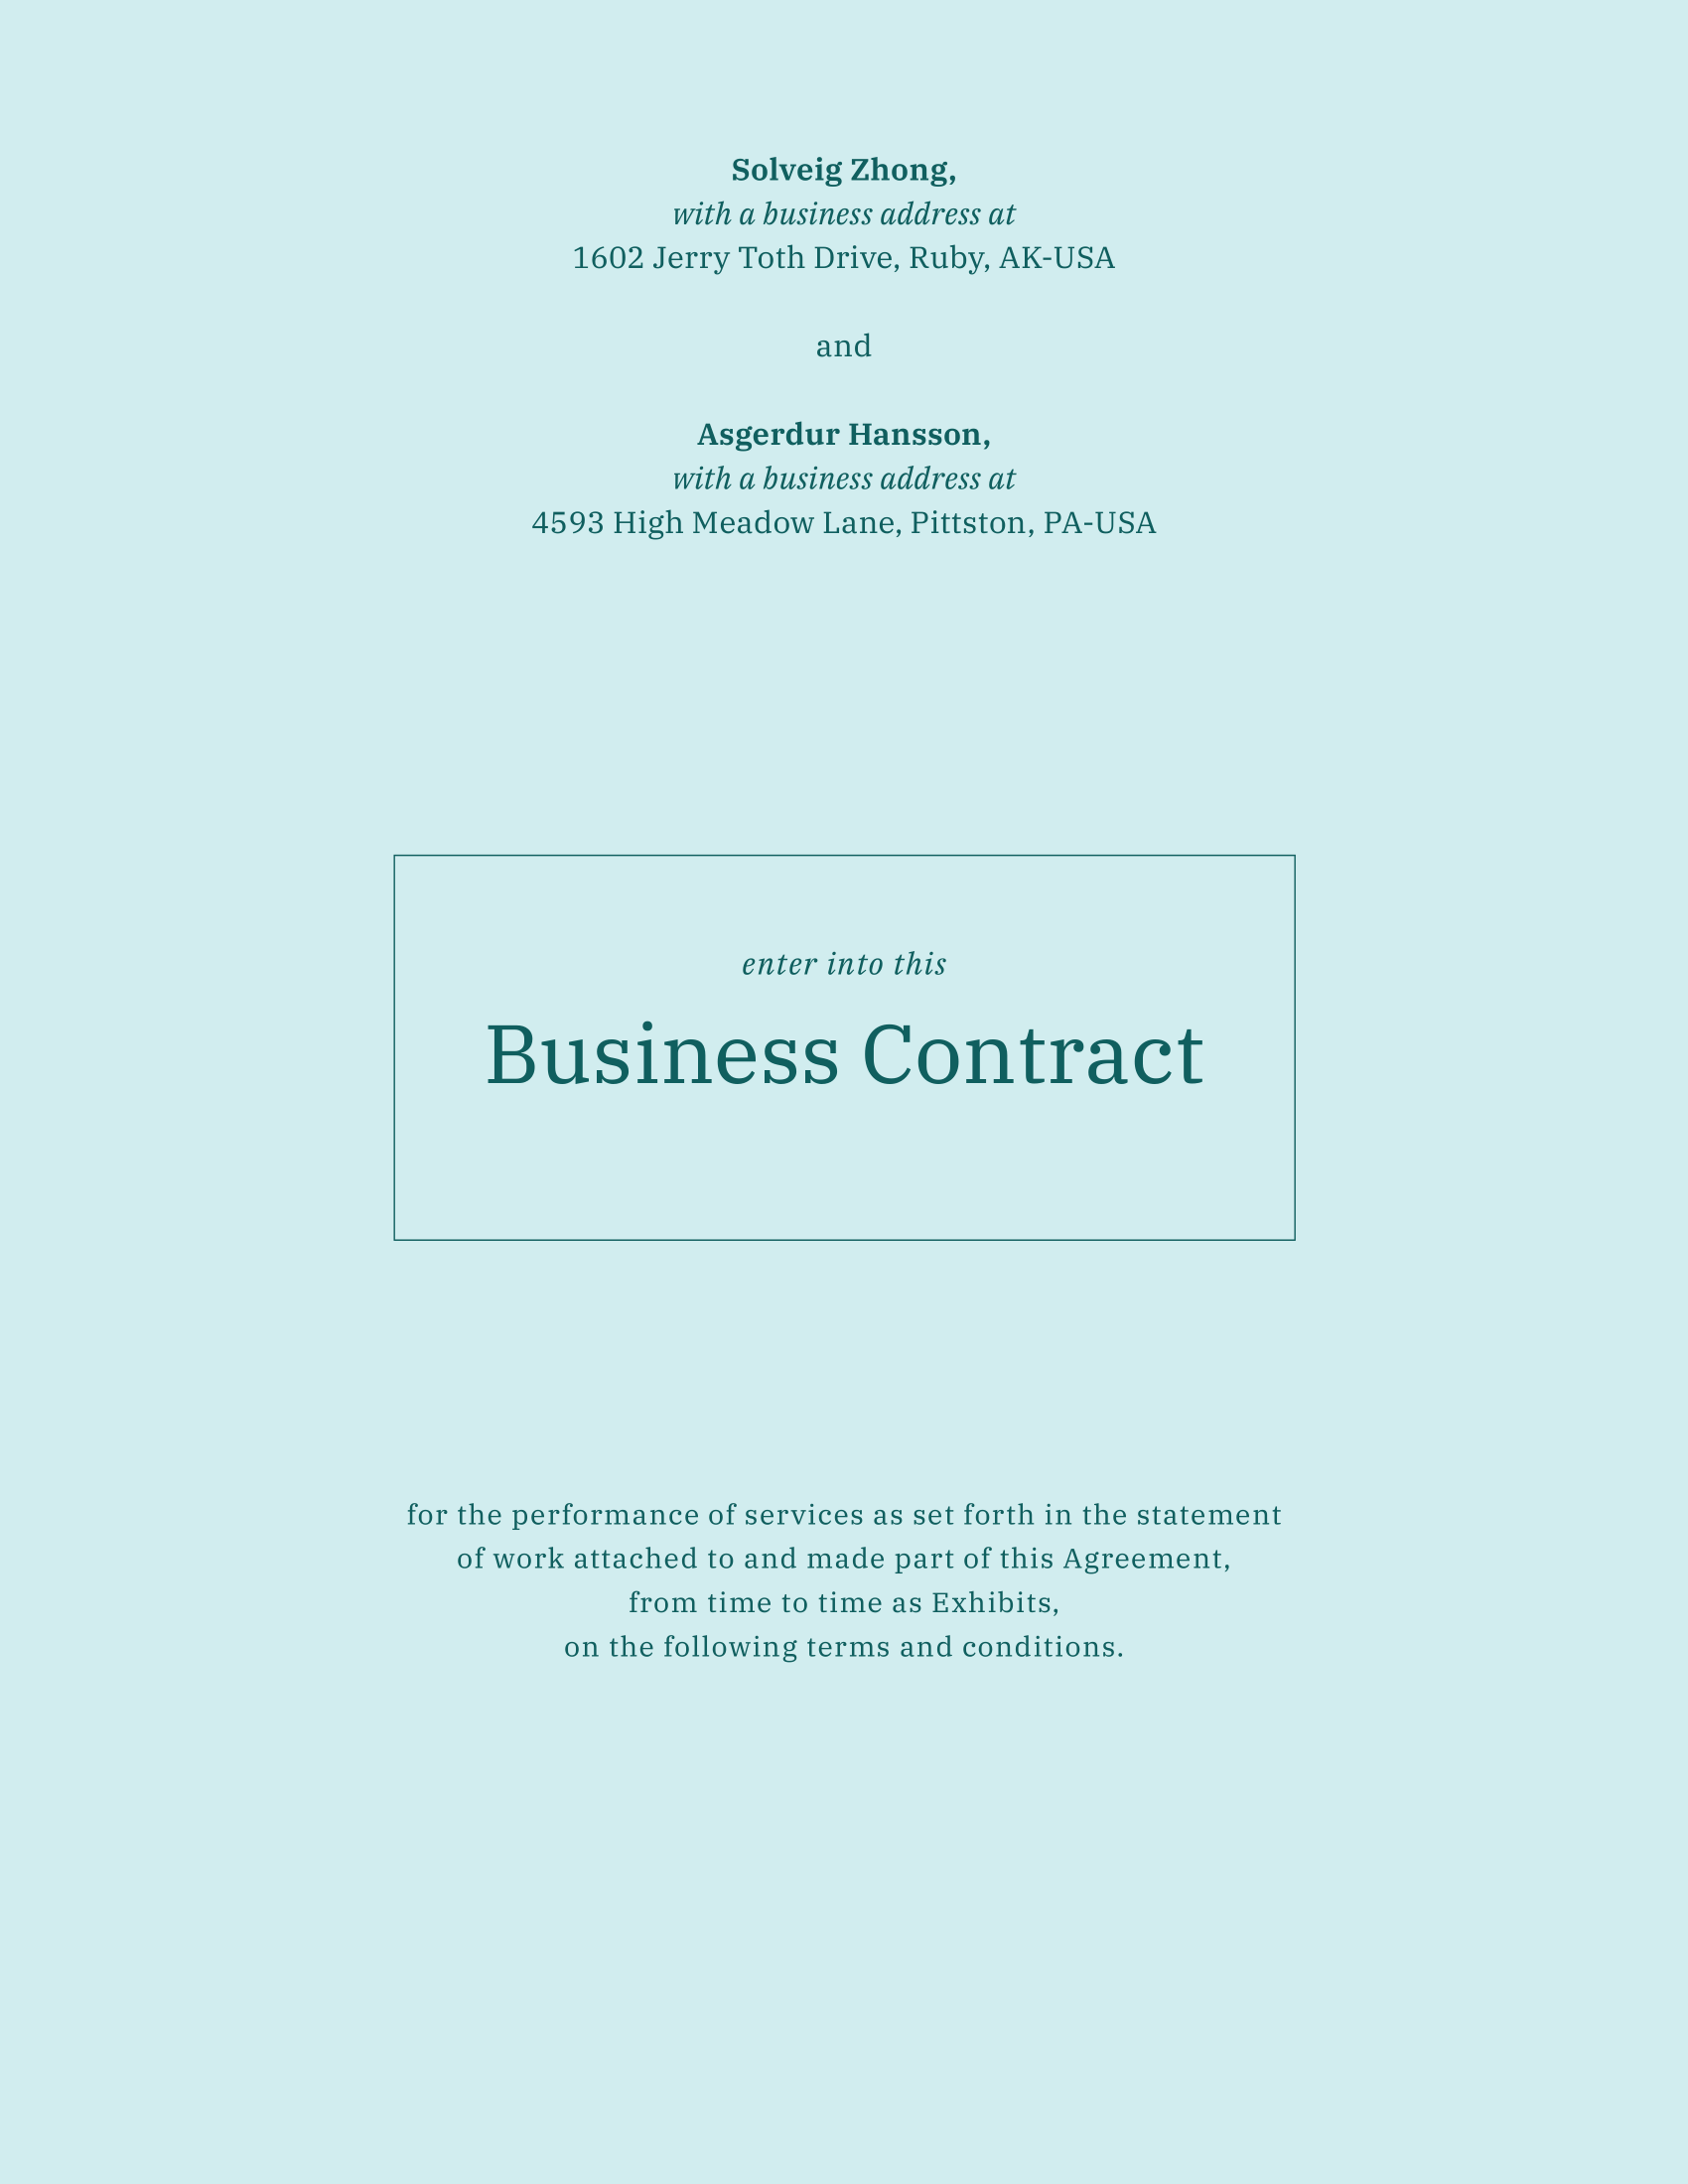 Solveig Zhong,
with a business address at
1602 Jerry Toth Drive, Ruby, AK-USA
and
Asgerdur Hansson,
with a business address at
4593 High Meadow Lane, Pittston, PA-USA
enter into this
Business Contract
for the performance of services as set forth in the statement
of work attached to and made part of this Agreement,
from time to time as Exhibits,
on the following terms and conditions.